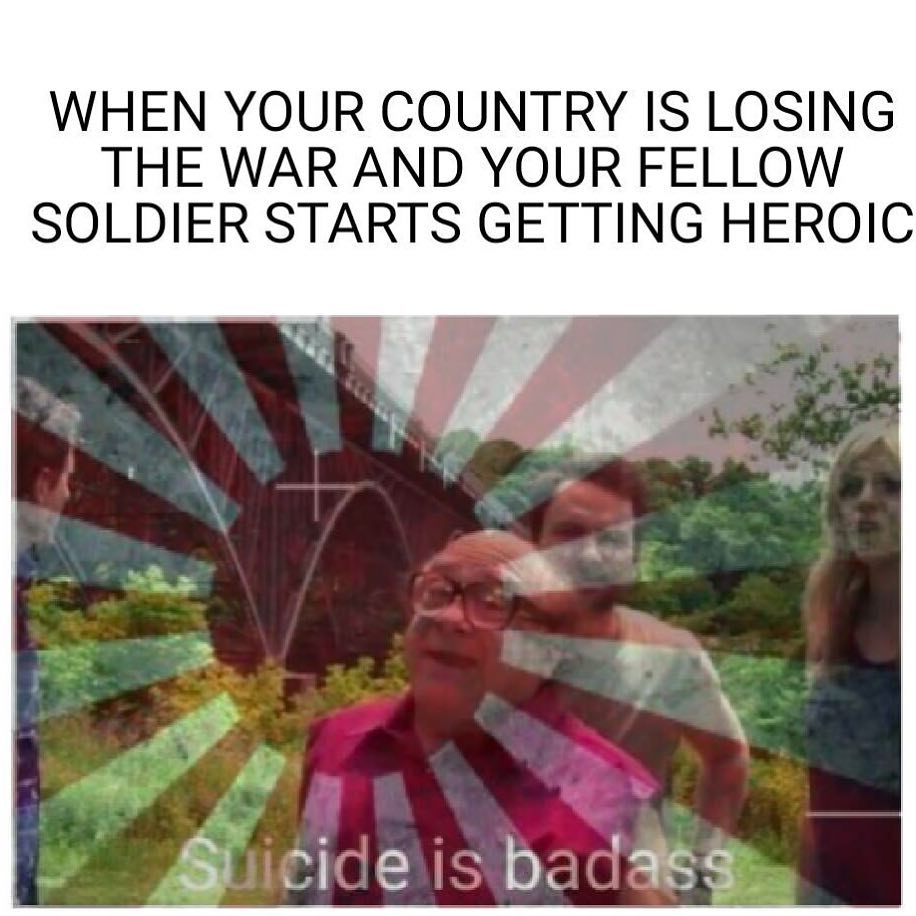 WHEN YOUR COUNTRY IS LOSING
THE WAR AND YOUR FELLOW
SOLDIER STARTS GETTING HEROIC
Suicide is badass